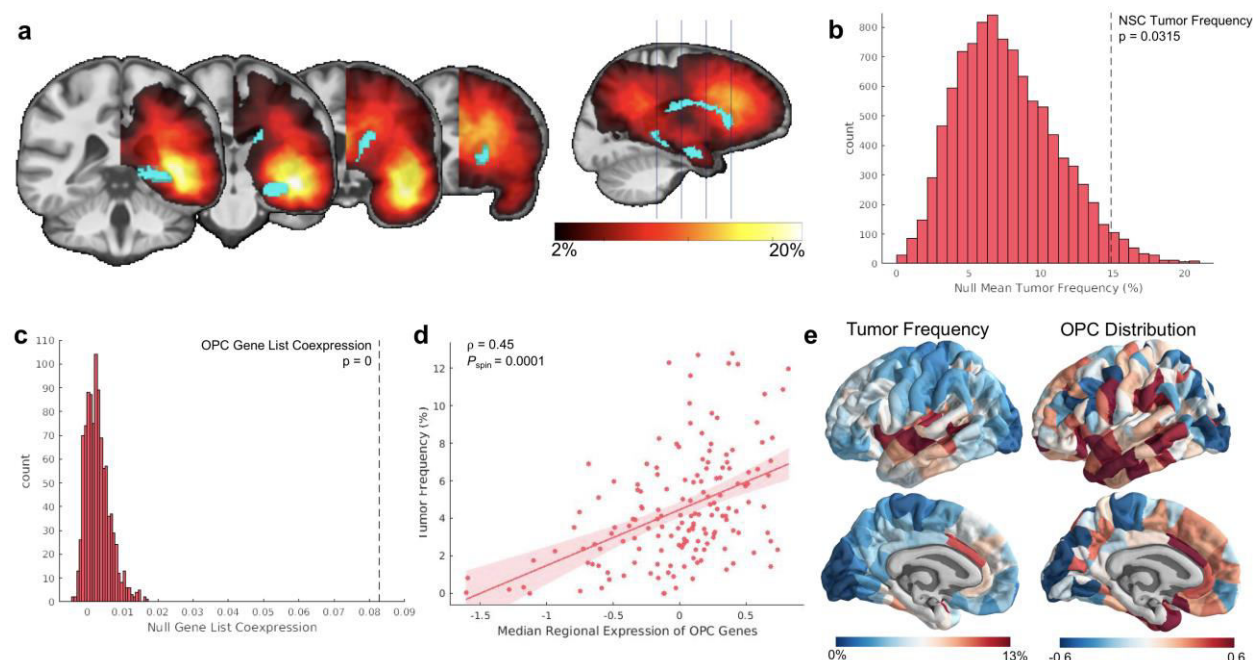 a
2%
20%
b
NSC Tumor Frequency
p = 0.0315
800
700
600
500
400
300
200
100
0
count
0
5
10
15
20
Null Mean Tumor Frequency (%)
c
OPC Gene List Coexpression
p = 0
110
100
90
80
70
60
50
40
30
20
10
0
count
0
0.01
0.02
0.03
0.04
0.05
0.06
0.07
0.08
0.09
Null Gene List Coexpression
d
ρ = 0.45
Pspin = 0.0001
12
10
8
6
4
2
0
Tumor Frequency (%)
-1.5
-1
-0.5
0
0.5
Median Regional Expression of OPC Genes
e
Tumor Frequency
OPC Distribution
0%
13%
-0.6
0.6